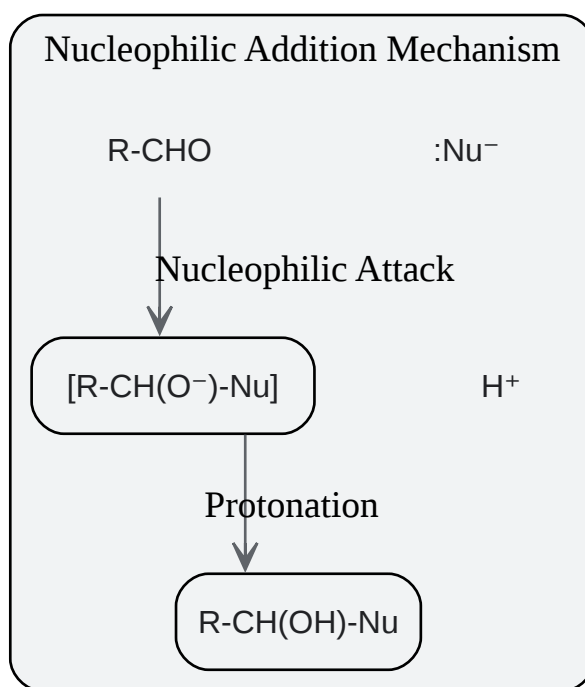 Nucleophilic Addition Mechanism
R-CHO :Nu⁻
Nucleophilic Attack
[R-CH(O⁻)-Nu] H⁺
Protonation
R-CH(OH)-Nu